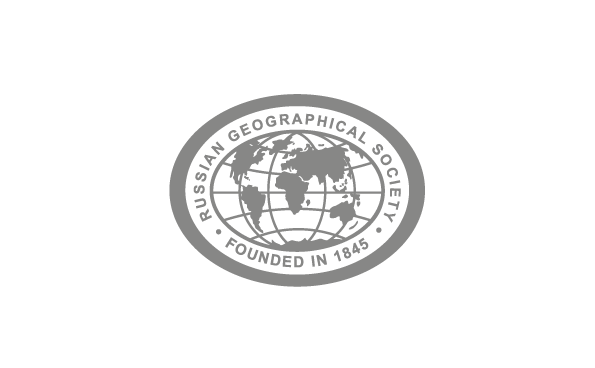 RUSSIAN GEOGRAPHICAL SOCIETY
• FOUNDED IN 1845 •